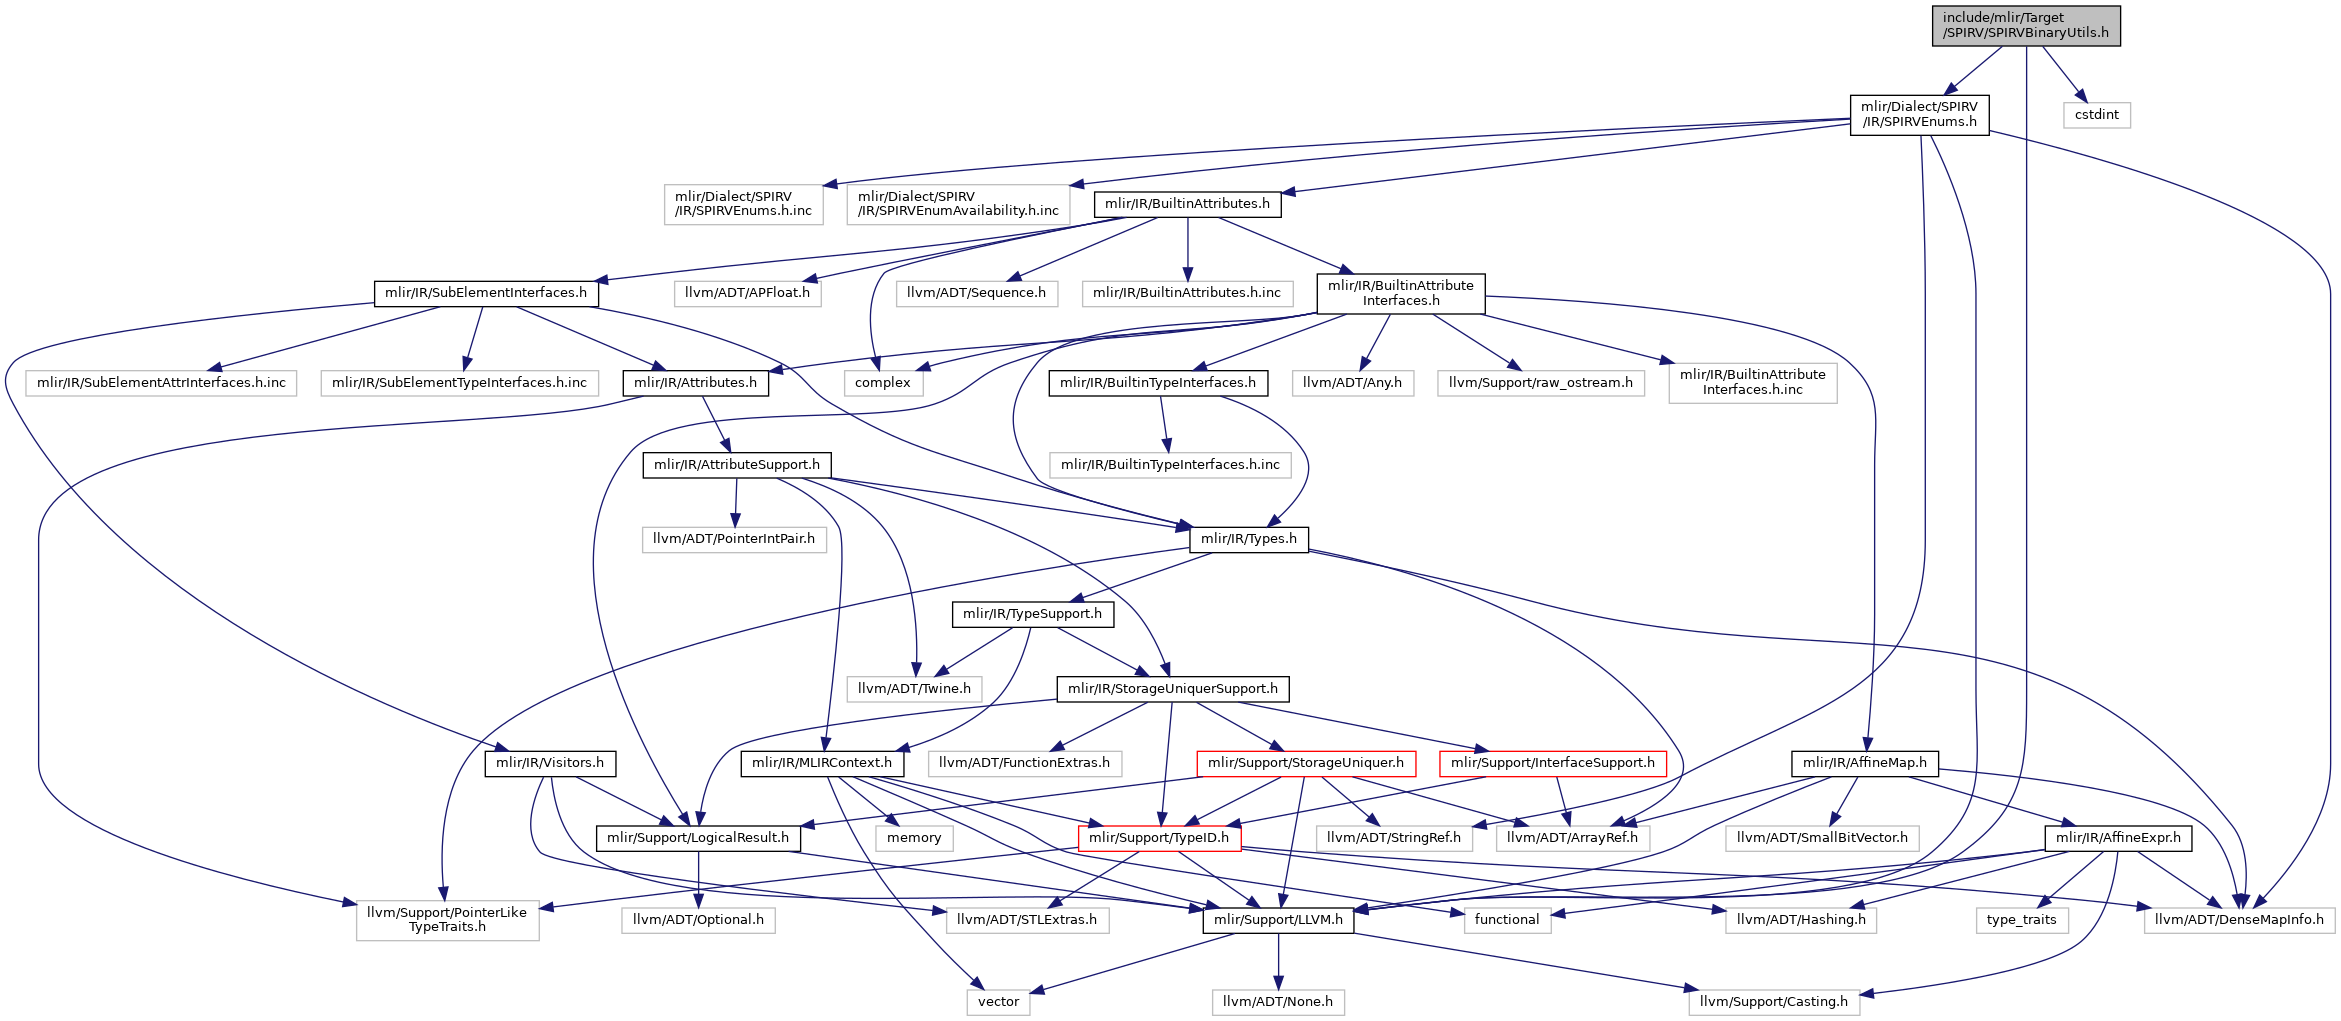 include/mlir/Target
/SPIRV/SPIRVBinaryUtils.h
mlir/Dialect/SPIRV
/IR/SPIRVEnums.h
cstdint
mlir/Dialect/SPIRV
/IR/SPIRVEnums.h.inc
mlir/Dialect/SPIRV
/IR/SPIRVEnumAvailability.h.inc
mlir/IR/BuiltinAttributes.h
mlir/IR/SubElementInterfaces.h
llvm/ADT/APFloat.h
llvm/ADT/Sequence.h
mlir/IR/BuiltinAttributes.h.inc
mlir/IR/BuiltinAttribute
Interfaces.h
mlir/IR/SubElementAttrInterfaces.h.inc
mlir/IR/SubElementTypeInterfaces.h.inc
mlir/IR/Attributes.h
complex
mlir/IR/BuiltinTypeInterfaces.h
llvm/ADT/Any.h
llvm/Support/raw_ostream.h
mlir/IR/BuiltinAttribute
Interfaces.h.inc
mlir/IR/AttributeSupport.h
mlir/IR/BuiltinTypeInterfaces.h.inc
llvm/ADT/PointerIntPair.h
mlir/IR/Types.h
mlir/IR/TypeSupport.h
llvm/ADT/Twine.h
mlir/IR/StorageUniquerSupport.h
mlir/IR/Visitors.h
mlir/IR/MLIRContext.h
llvm/ADT/FunctionExtras.h
mlir/Support/StorageUniquer.h
mlir/Support/InterfaceSupport.h
mlir/IR/AffineMap.h
mlir/Support/LogicalResult.h
memory
mlir/Support/TypeID.h
llvm/ADT/StringRef.h
llvm/ADT/ArrayRef.h
llvm/ADT/SmallBitVector.h
mlir/IR/AffineExpr.h
llvm/Support/PointerLike
TypeTraits.h
llvm/ADT/Optional.h
llvm/ADT/STLExtras.h
mlir/Support/LLVM.h
functional
llvm/ADT/Hashing.h
type_traits
llvm/ADT/DenseMapInfo.h
vector
llvm/ADT/None.h
llvm/Support/Casting.h